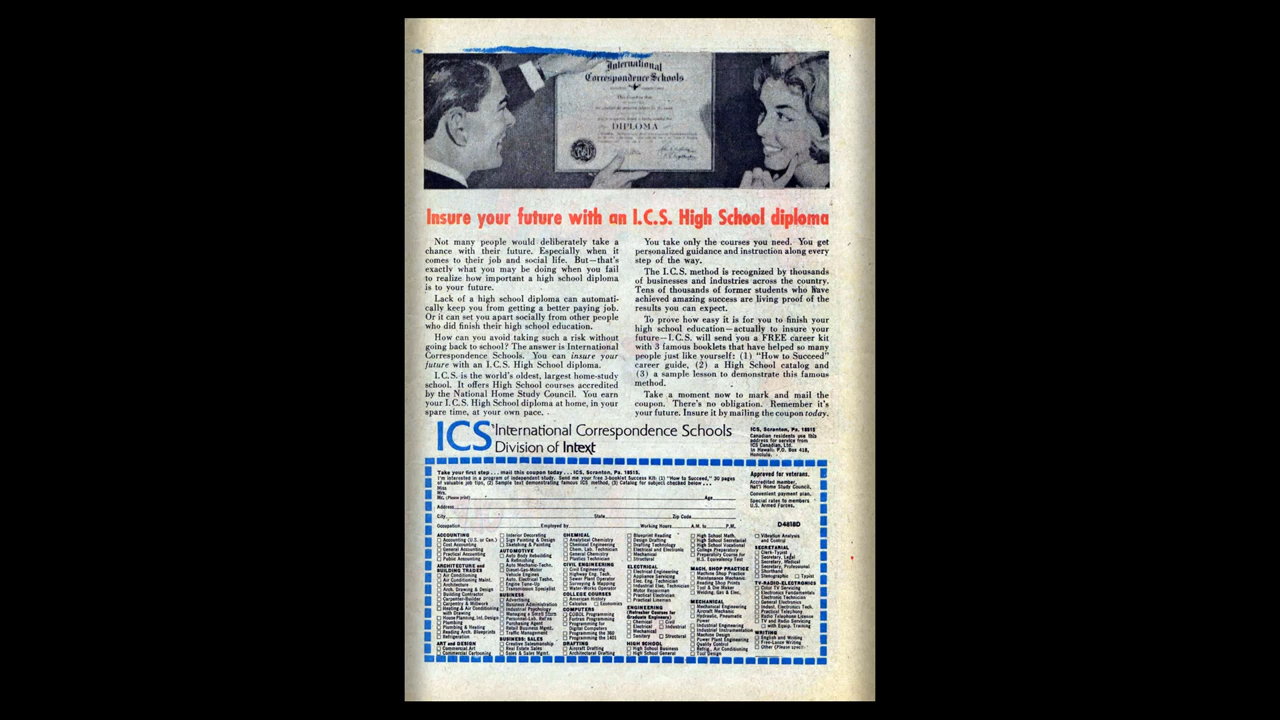 International
Correspondence Schools
DIPLOMA
Insure your future with an I.C.S. High School diploma
Not many people would deliberately take a
chance with their future. Especially when it
comes to their job and social life. But—that's
exactly what you may be doing when you fail
to realize how important a high school diploma
is to your future.
Lack of a high school diploma can automati-
cally keep you from getting a better paying job.
Or it can set you apart socially from other people
who did finish their high school education.
How can you avoid taking such a risk without
going back to school? The answer is International
Correspondence Schools. You can insure your
future with an I.C.S. High School diploma.
I.C.S. is the world's oldest, largest home-study
school. It offers High School courses accredited
by the National Home Study Council. You earn
your I.C.S. High School diploma at home, in your
spare time, at your own pace.
You take only the courses you need. You get
personalized guidance and instruction along every
step of the way.
The I.C.S. method is recognized by thousands
of businesses and industries across the country.
Tens of thousands of former students who have
achieved amazing success are living proof of the
results you can expect.
To prove how easy it is for you to finish your
high school education—actually to insure your
future—I.C.S. will send you a FREE career kit
with 3 famous booklets that have helped so many
people just like yourself: (1) "How to Succeed"
career guide, (2) a High School catalog and
(3) a sample lesson to demonstrate this famous
method.
Take a moment now to mark and mail the
coupon. There's no obligation. Remember it's
your future. Insure it by mailing the coupon today.
ICS International Correspondence Schools
Division of Intext
ICS, Scranton, Pa. 18515
Canadian residents use this
address for service from
ICS Canadian, Ltd.
In Hawaii: P.O. Box 418,
Honolulu.
Take your first step . . . mail this coupon today . . . ICS, Scranton, Pa. 18515.
I'm interested in a program of independent study. Send me your free 3-booklet Success Kit: (1) "How to Succeed," 30 pages
of valuable job tips, (2) Sample text demonstrating famous ICS method, (3) Catalog for subject checked below . . .
Miss
Mrs.
Mr. (Please print) Age
Address
City State Zip Code
Occupation Employed by Working Hours A.M. to P.M.
Approved for veterans.
Accredited member,
Nat'l Home Study Council.
Convenient payment plan.
Special rates to members
U.S. Armed Forces.
D4818D
ACCOUNTING
Accounting (U.S. or Can.)
Cost Accounting
General Accounting
Practical Accounting
Public Accounting
ARCHITECTURE and
BUILDING TRADES
Air Conditioning
Air Conditioning Maint.
Architecture
Arch. Drawing & Design
Building Contractor
Carpenter-Builder
Carpentry & Millwork
Heating & Air Conditioning
with Drawing
House Planning, Int. Design
Plumbing
Plumbing & Heating
Reading Arch. Blueprints
Refrigeration
ART and DESIGN
Commercial Art
Commercial Cartooning
Interior Decorating
Sign Painting & Design
Sketching & Painting
AUTOMOTIVE
Auto Body Rebuilding
& Refinishing
Auto Mechanic-Techn.
Diesel-Gas-Motor
Vehicle Engines
Auto. Electrical Techn.
Engine Tune-Up
Transmission Specialist
BUSINESS
Advertising
Business Administration
Industrial Psychology
Managing a Small Store
Personnel-Lab. Rel'ns
Purchasing Agent
Retail Business Mgmt.
Traffic Management
BUSINESS: SALES
Creative Salesmanship
Real Estate Sales
Sales & Sales Mgmt.
CHEMICAL
Analytical Chemistry
Chemical Engineering
Chem. Lab. Technician
General Chemistry
Plastics Technician
CIVIL ENGINEERING
Civil Engineering
Highway Eng. Tech.
Sewer Plant Operator
Surveying & Mapping
Water-Works Operator
COLLEGE COURSES
American History
Calculus Economics
COMPUTERS
COBOL Programming
Fortran Programming
Programming for
Digital Computers
Programming the 360
Programming the 1401
DRAFTING
Aircraft Drafting
Architectural Drafting
Blueprint Reading
Design Drafting
Drafting Technology
Electrical and Electronic
Mechanical
Structural
ELECTRICAL
Electrical Engineering
Appliance Servicing
Elec. Eng. Technician
Industrial Elec. Technician
Motor Repairman
Practical Electrician
Practical Lineman
ENGINEERING
(Refresher Courses for
Graduate Engineers)
Chemical Civil
Electrical Industrial
Mechanical
Sanitary Structural
HIGH SCHOOL
High School Business
High School General
High School Math.
High School Secretarial
High School Vocational
College Preparatory
Preparatory Course for
H.S. Equivalency Test
MACH. SHOP PRACTICE
Machine Shop Practice
Maintenance Mechanic
Reading Shop Prints
Tool & Die Maker
Welding, Gas & Elec.
MECHANICAL
Mechanical Engineering
Aircraft Mechanic
Hydraulic, Pneumatic
Power
Industrial Engineering
Industrial Instrumentation
Machine Design
Power Plant Engineering
Quality Control
Refrig., Air Conditioning
Tool Design
Vibration Analysis
and Control
SECRETARIAL
Clerk-Typist
Secretary, Legal
Secretary, Medical
Secretary, Professional
Shorthand
Stenographic Typist
TV-RADIO-ELECTRONICS
Color TV Servicing
Electronics Fundamentals
Electronic Technician
General Electronics
Indust. Electronics Tech.
Practical Telephony
Radio Telephone License
TV and Radio Servicing
with Equip. Training
WRITING
English and Writing
Free-Lance Writing
Other (Please specify)